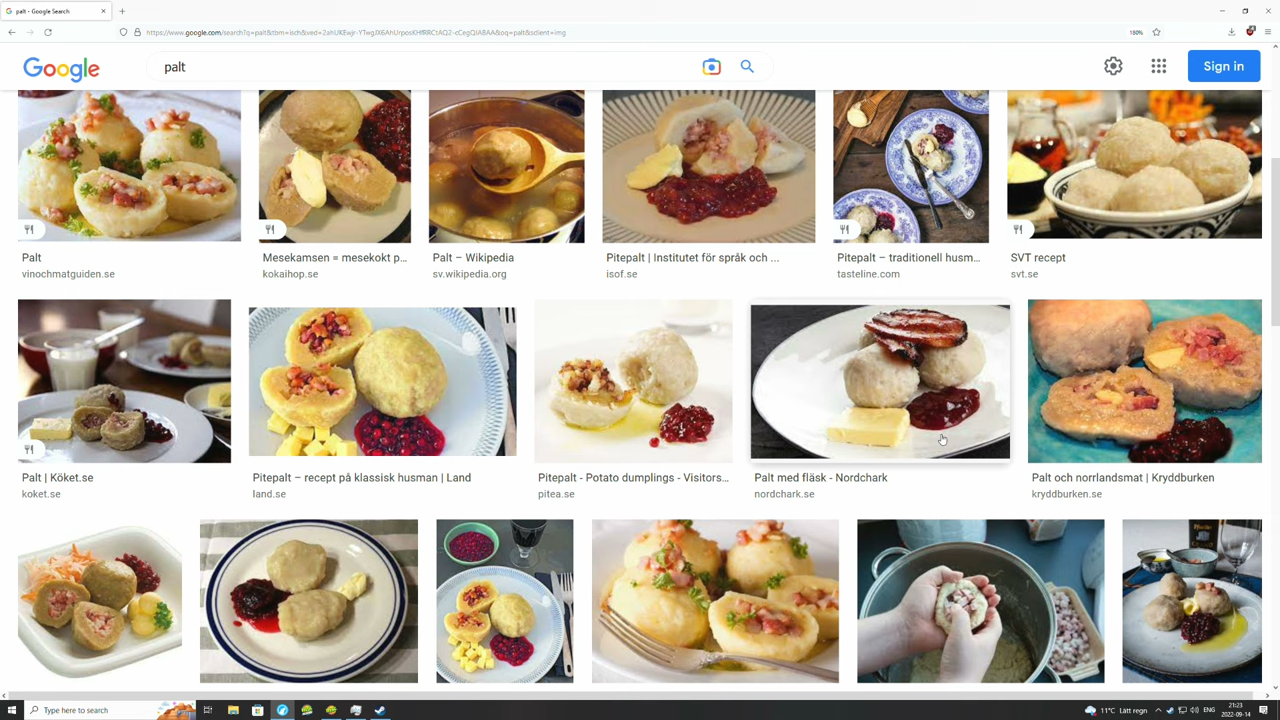 palt - Google Search
https://www.google.com/search?q=palt&tbm=isch&ved=2ahUKEwjr-YTwgJX6AhUrposKHfRRCtAQ2-cCegQIABAA&oq=palt&sclient=img
180%
Google
palt
Sign in
Palt
vinochmatguiden.se
Mesekamsen = mesekokt p...
kokaihop.se
Palt – Wikipedia
sv.wikipedia.org
Pitepalt | Institutet för språk och ...
isof.se
Pitepalt – traditionell husm...
tasteline.com
SVT recept
svt.se
Palt | Köket.se
koket.se
Pitepalt – recept på klassisk husman | Land
land.se
Pitepalt - Potato dumplings - Visitors...
pitea.se
Palt med fläsk - Nordchark
nordchark.se
Palt och norrlandsmat | Kryddburken
kryddburken.se
Type here to search
11°C Lätt regn
ENG
21:23
2022-09-14